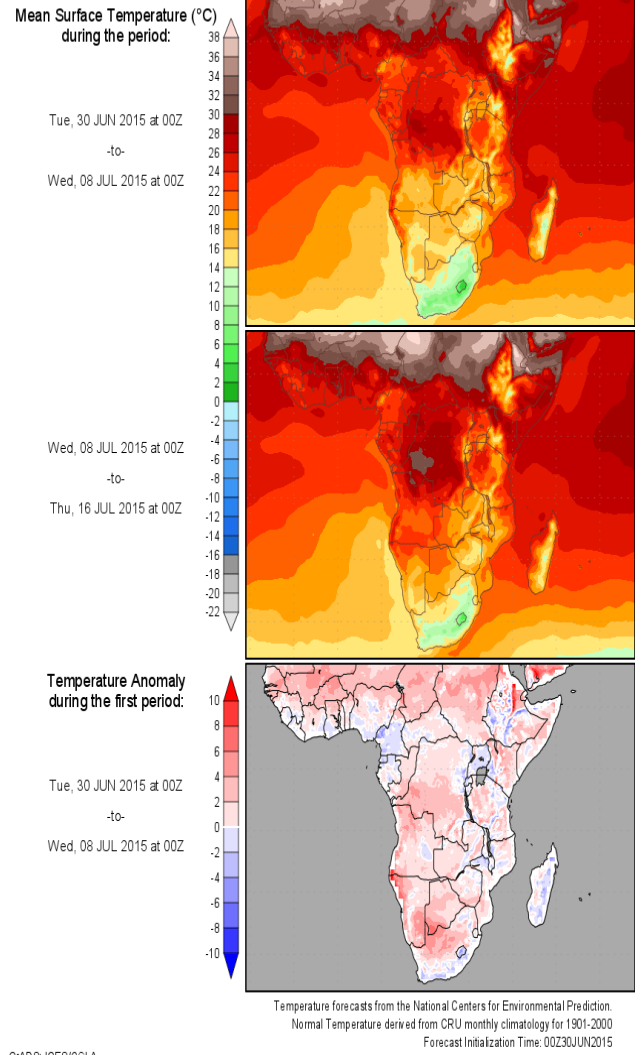 Mean Surface Temperature (°C)
during the period:
38
36
34
32
30
28
26
24
22
20
18
16
14
12
10
8
6
4
2
0
-2
-4
-6
-8
-10
-12
-14
-16
-18
-20
-22
Tue, 30 JUN 2015 at 00Z
-to-
Wed, 08 JUL 2015 at 00Z
Wed, 08 JUL 2015 at 00Z
-to-
Thu, 16 JUL 2015 at 00Z
Temperature Anomaly
during the first period:
10
8
6
4
2
0
-2
-4
-6
-8
-10
Tue, 30 JUN 2015 at 00Z
-to-
Wed, 08 JUL 2015 at 00Z
Temperature forecasts from the National Centers for Environmental Prediction.
Normal Temperature derived from CRU monthly climatology for 1901-2000
Forecast Initialization Time: 00Z30JUN2015